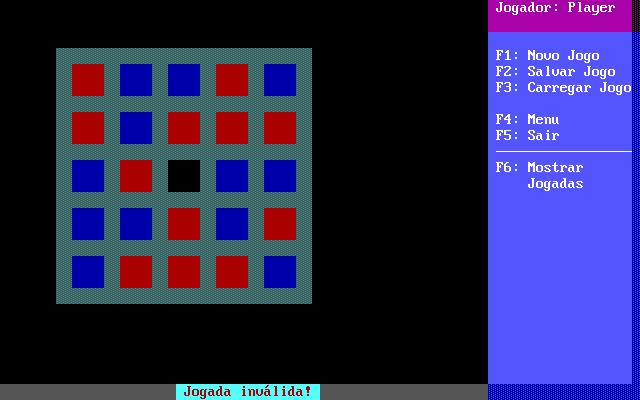 Jogador: Player
F1: Novo Jogo
F2: Salvar Jogo
F3: Carregar Jogo
F4: Menu
F5: Sair
F6: Mostrar
Jogadas
Jogada inválida!